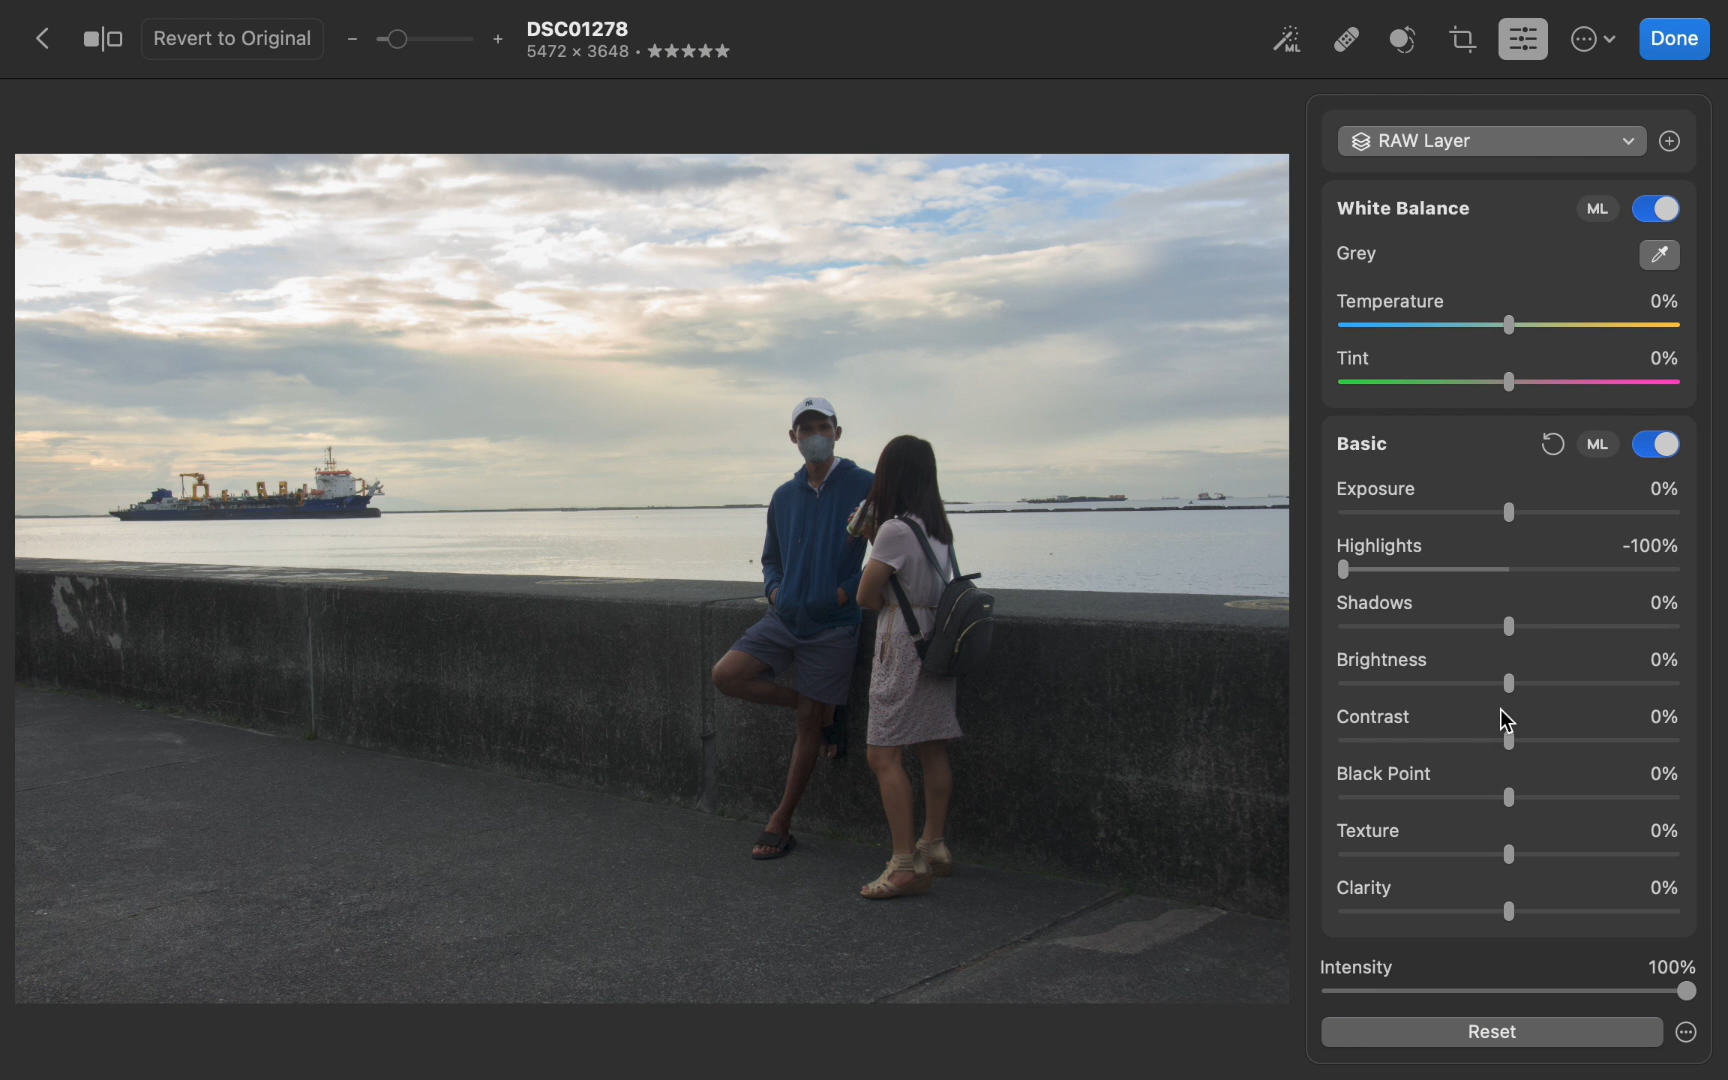 Revert to Original
DSC01278
5472 × 3648 • ★★★★★
ML
Done
RAW Layer
White Balance ML
Grey
Temperature 0%
Tint 0%
Basic ML
Exposure 0%
Highlights -100%
Shadows 0%
Brightness 0%
Contrast 0%
Black Point 0%
Texture 0%
Clarity 0%
Intensity 100%
Reset